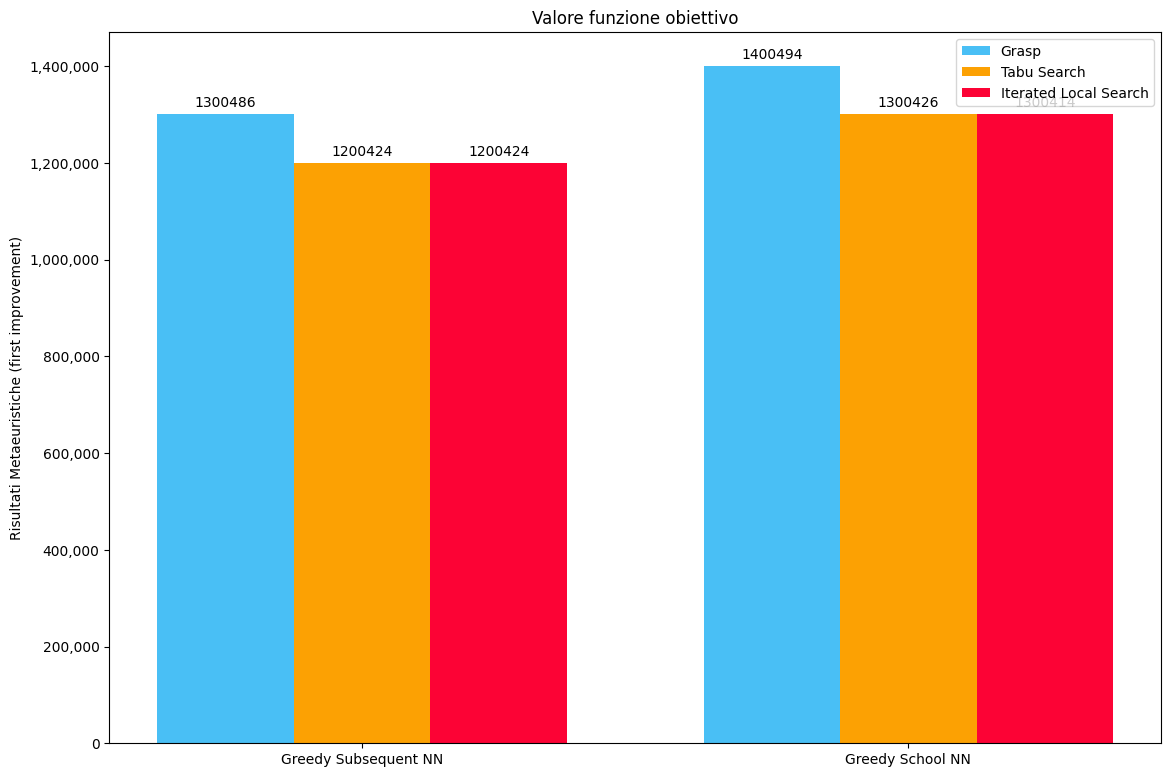 Valore funzione obiettivo
Risultati Metaeuristiche (first improvement)
1,400,000
1,200,000
1,000,000
800,000
600,000
400,000
200,000
0
1300486
1200424
1200424
1400494
1300426
1300414
Grasp
Tabu Search
Iterated Local Search
Greedy Subsequent NN
Greedy School NN